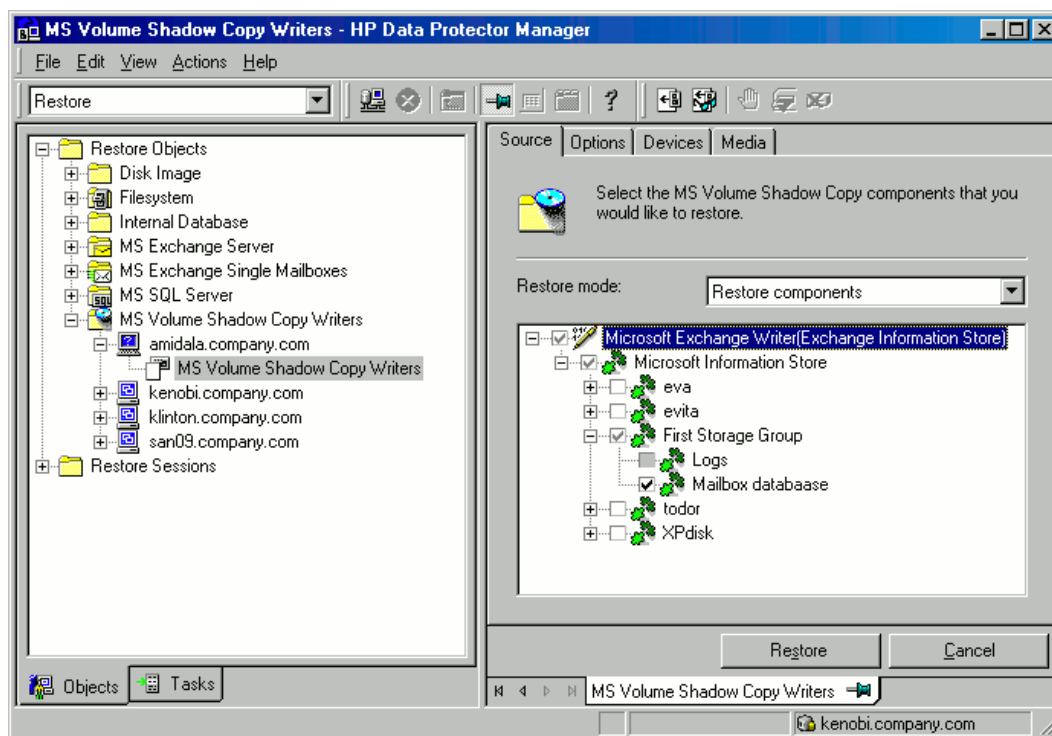 MS Volume Shadow Copy Writers - HP Data Protector Manager
File Edit View Actions Help
Restore
Restore Objects
Disk Image
Filesystem
Internal Database
MS Exchange Server
MS Exchange Single Mailboxes
SQL MS SQL Server
MS Volume Shadow Copy Writers
amidala.company.com
MS Volume Shadow Copy Writers
kenobi.company.com
klinton.company.com
san09.company.com
Restore Sessions
Objects Tasks
Source Options Devices Media
Select the MS Volume Shadow Copy components that you
would like to restore.
Restore mode: Restore components
Microsoft Exchange Writer(Exchange Information Store)
Microsoft Information Store
eva
evita
First Storage Group
Logs
Mailbox databaase
todor
XPdisk
Restore Cancel
MS Volume Shadow Copy Writers
kenobi.company.com